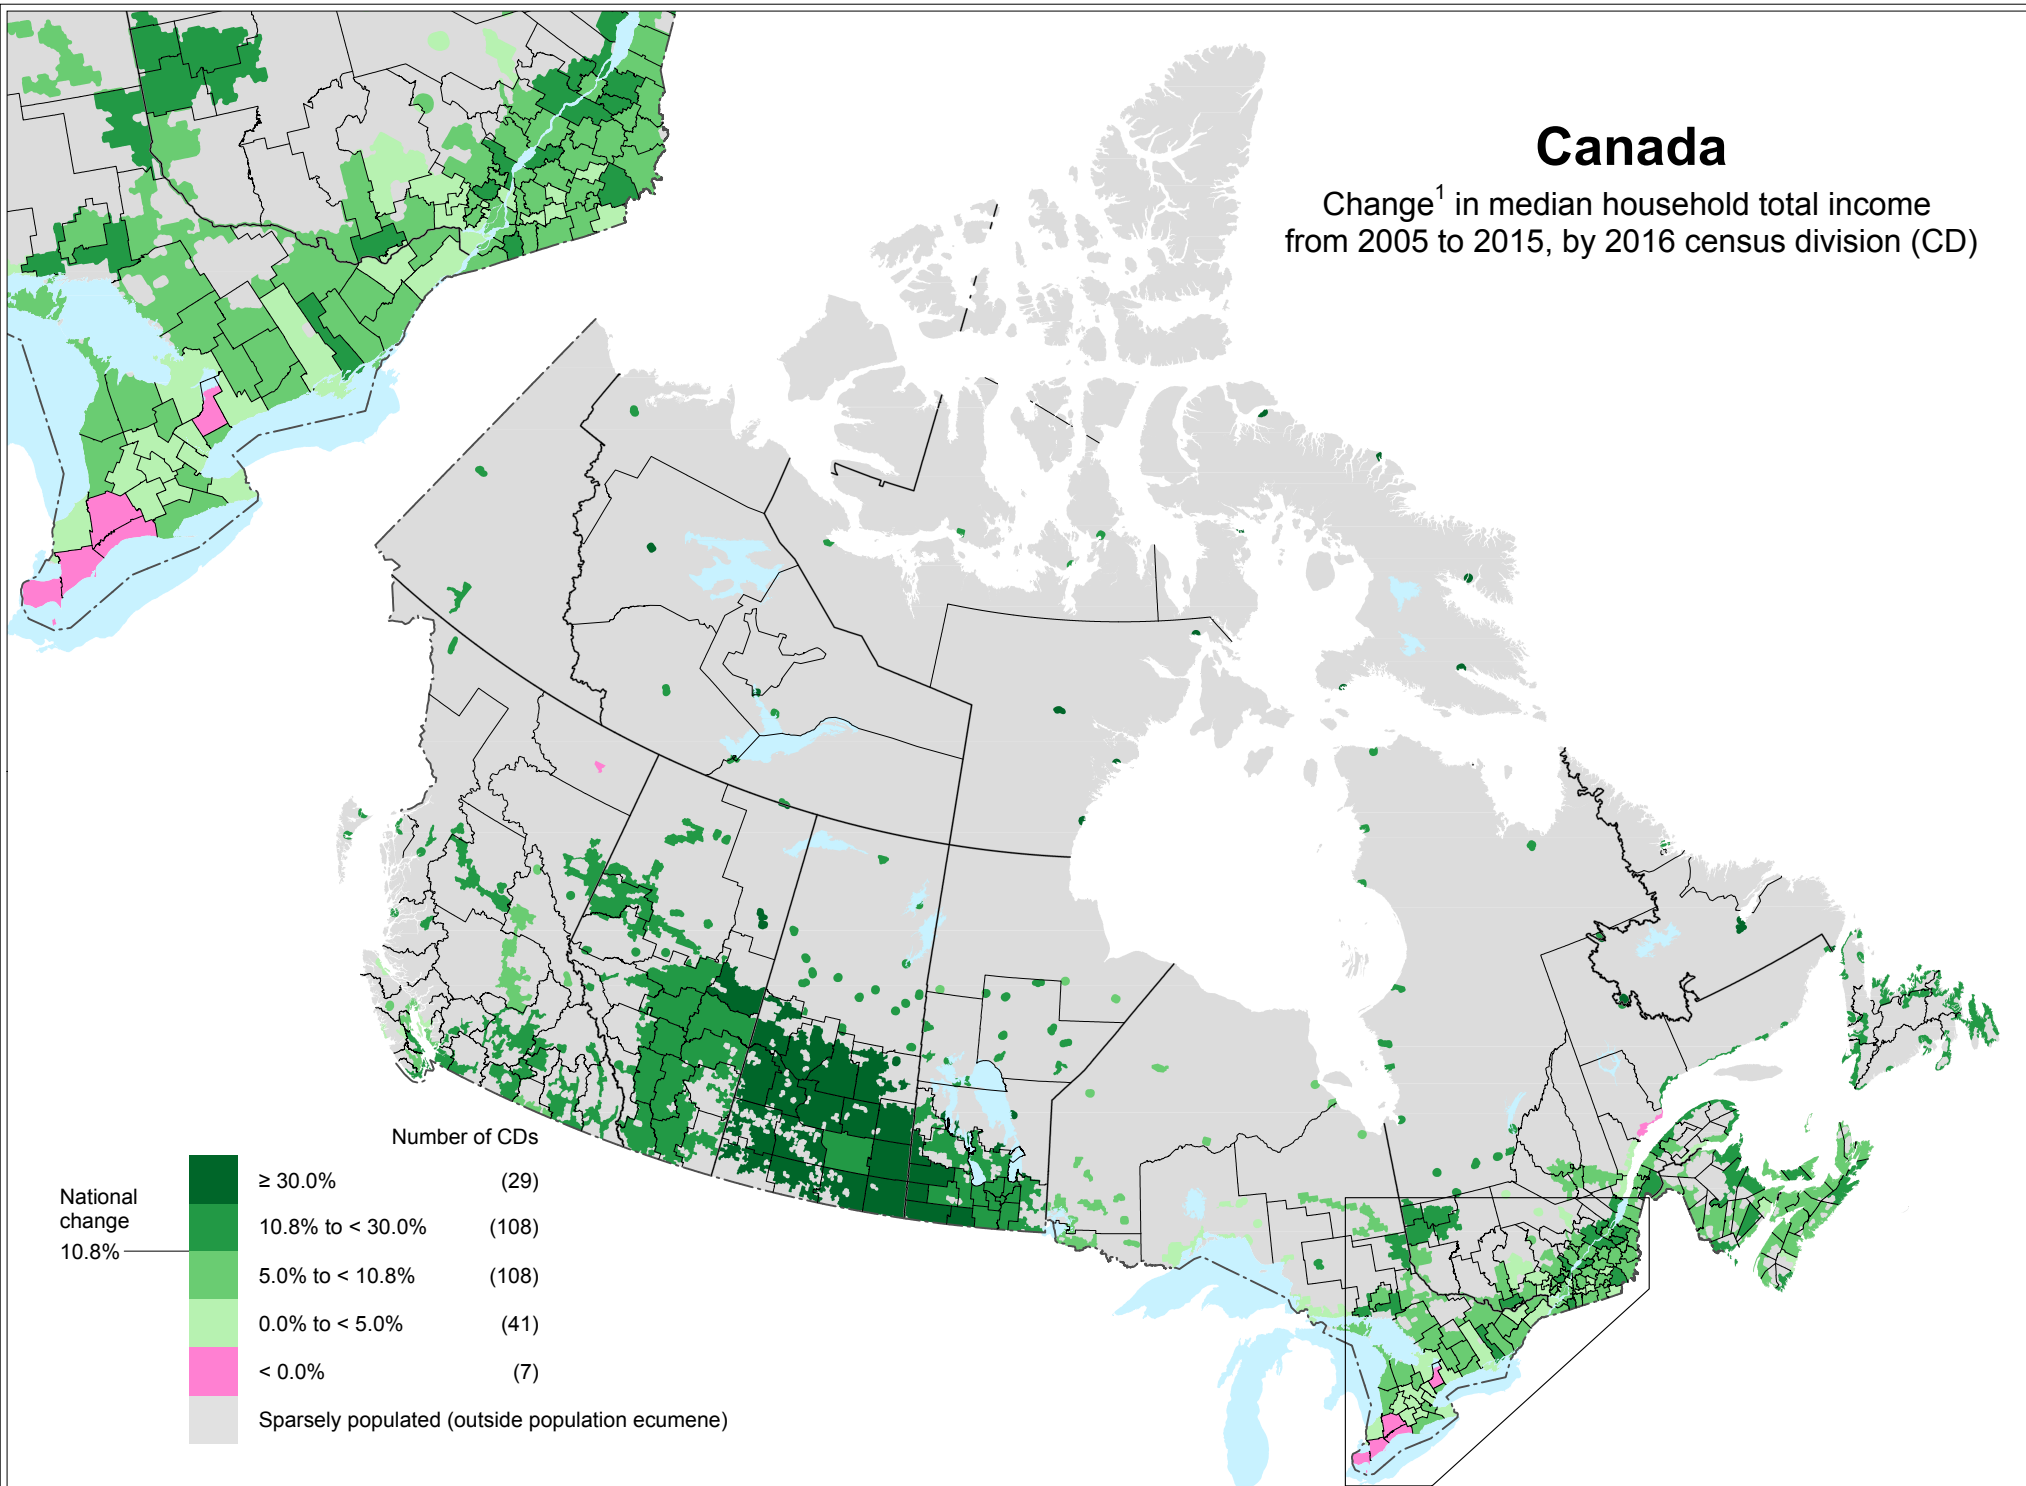 Canada
Change¹ in median household total income
from 2005 to 2015, by 2016 census division (CD)
Number of CDs
National
change
10.8%
≥ 30.0% (29)
10.8% to < 30.0% (108)
5.0% to < 10.8% (108)
0.0% to < 5.0% (41)
< 0.0% (7)
Sparsely populated (outside population ecumene)